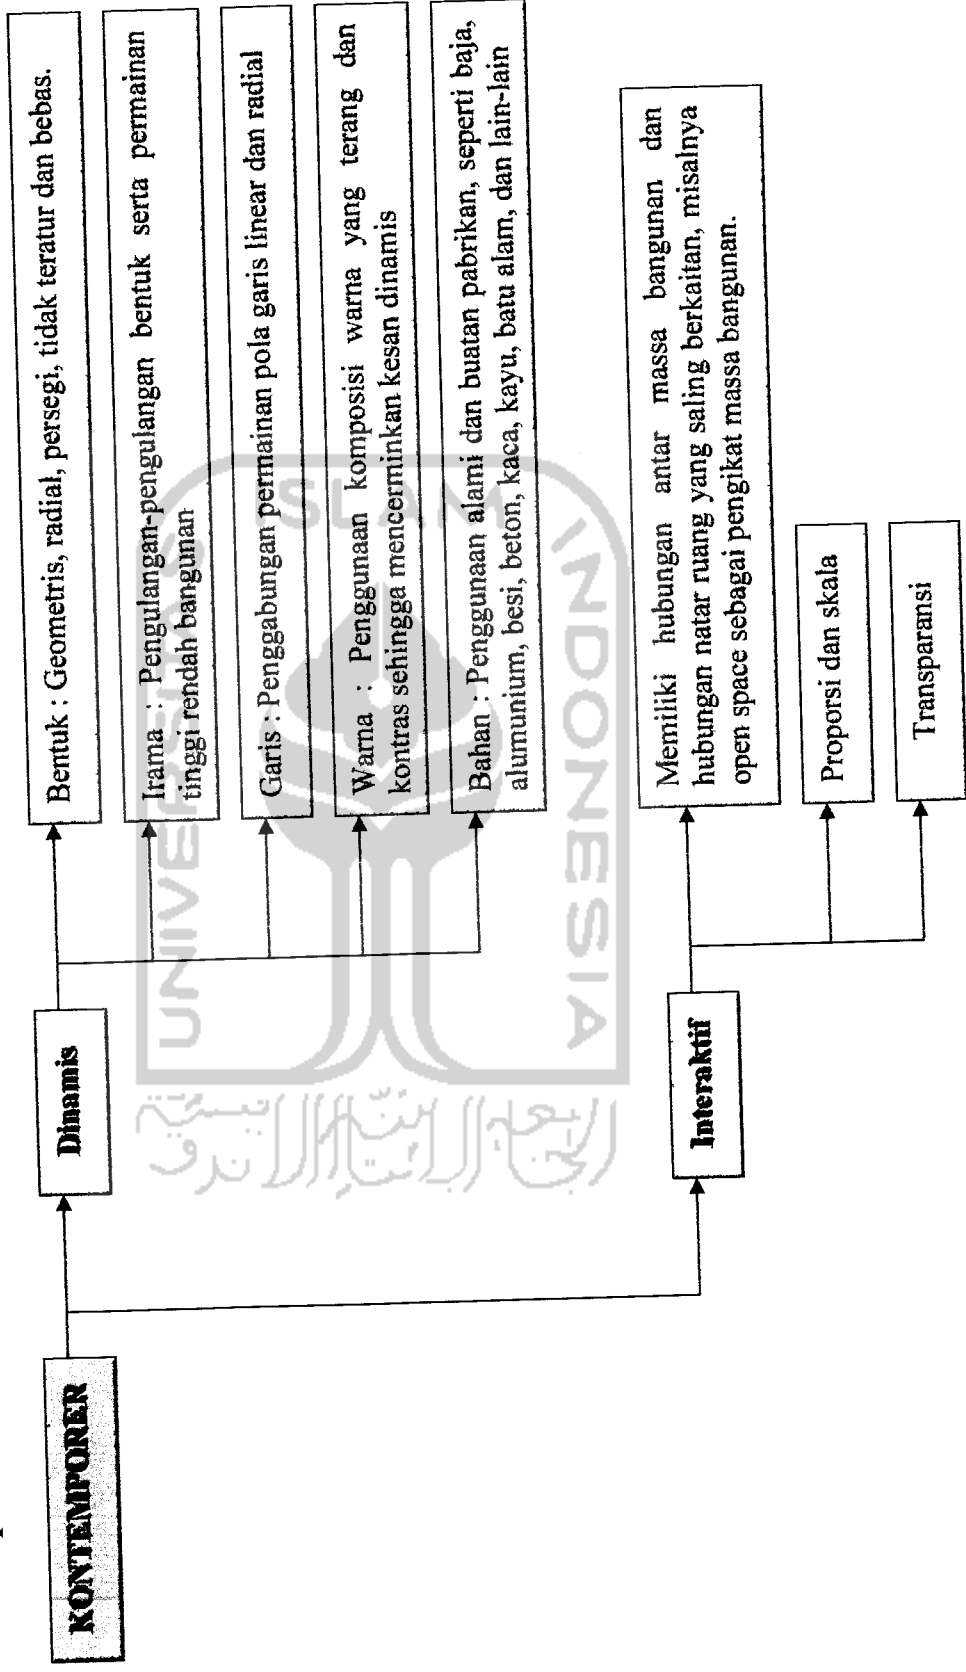 KONTEMPORER
Dinamis
Bentuk : Geometris, radial, persegi, tidak teratur dan bebas.
Irama : Pengulangan-pengulangan bentuk serta permainan
tinggi rendah bangunan
Garis : Penggabungan permainan pola garis linear dan radial
Warna : Penggunaan komposisi warna yang terang dan
kontras sehingga mencerminkan kesan dinamis
Bahan : Penggunaan alami dan buatan pabrikan, seperti baja,
alumunium, besi, beton, kaca, kayu, batu alam, dan lain-lain
Interaktif
Memiliki hubungan antar massa bangunan dan
hubungan natar ruang yang saling berkaitan, misalnya
open space sebagai pengikat massa bangunan.
Proporsi dan skala
Transparansi
UNIVERSITAS
ISLAM
INDONESIA